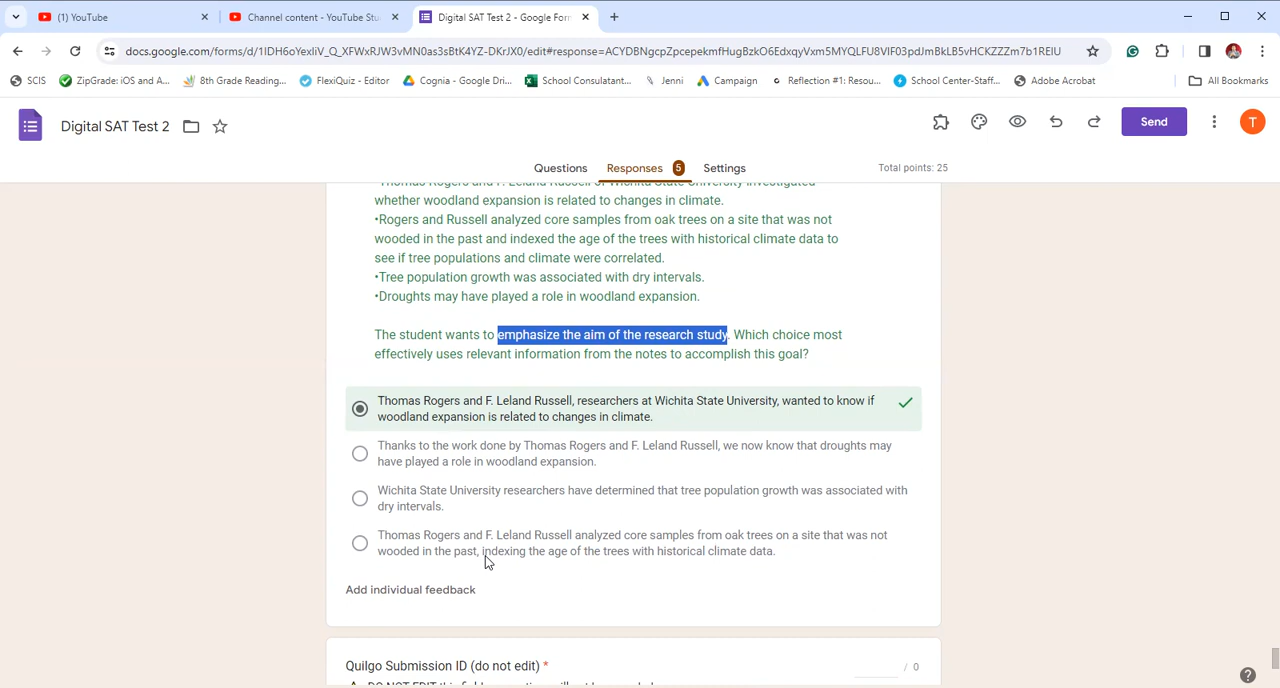 (1) YouTube
Channel content - YouTube Stu
Digital SAT Test 2 - Google For
docs.google.com/forms/d/1IDH6oYexIiV_Q_XFWxRJW3vMN0as3sBtK4YZ-DKrJX0/edit#response=ACYDBNgcpZpcepekmfHugBzkO6EdxqyVxm5MYQLFU8VIF03pdJmBkLB5vHCKZZZm7b1REIU
SCIS
ZipGrade: iOS and A...
8th Grade Reading...
FlexiQuiz - Editor
Cognia - Google Dri...
School Consulatant...
Jenni
Campaign
Reflection #1: Resou...
School Center-Staff...
Adobe Acrobat
All Bookmarks
Digital SAT Test 2
Send
T
Questions
Responses
5
Settings
Total points: 25
•Thomas Rogers and F. Leland Russell of Wichita State University investigated
whether woodland expansion is related to changes in climate.
•Rogers and Russell analyzed core samples from oak trees on a site that was not
wooded in the past and indexed the age of the trees with historical climate data to
see if tree populations and climate were correlated.
•Tree population growth was associated with dry intervals.
•Droughts may have played a role in woodland expansion.
The student wants to emphasize the aim of the research study. Which choice most
effectively uses relevant information from the notes to accomplish this goal?
Thomas Rogers and F. Leland Russell, researchers at Wichita State University, wanted to know if
woodland expansion is related to changes in climate.
Thanks to the work done by Thomas Rogers and F. Leland Russell, we now know that droughts may
have played a role in woodland expansion.
Wichita State University researchers have determined that tree population growth was associated with
dry intervals.
Thomas Rogers and F. Leland Russell analyzed core samples from oak trees on a site that was not
wooded in the past, indexing the age of the trees with historical climate data.
Add individual feedback
Quilgo Submission ID (do not edit) *
/ 0